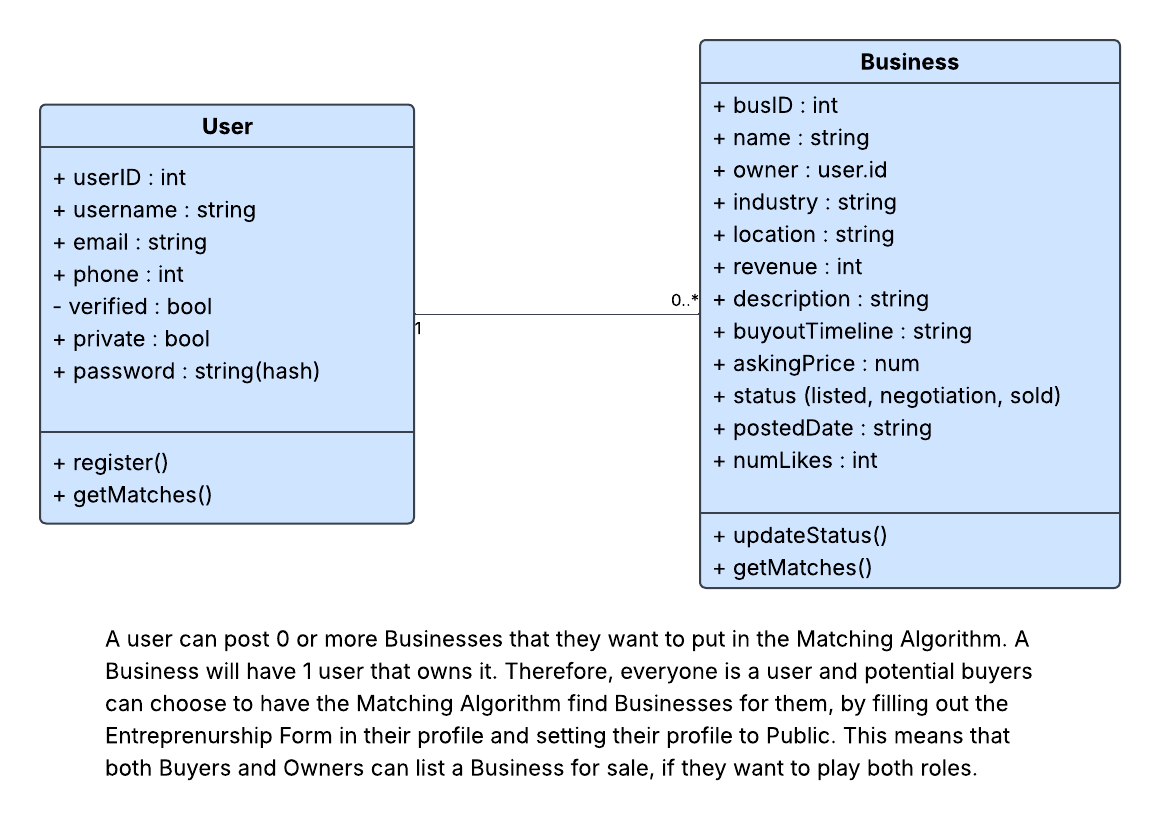 User
+ userID : int
+ username : string
+ email : string
+ phone : int
- verified : bool
+ private : bool
+ password : string(hash)
+ register()
+ getMatches()
1
0..*
Business
+ busID : int
+ name : string
+ owner : user.id
+ industry : string
+ location : string
+ revenue : int
+ description : string
+ buyoutTimeline : string
+ askingPrice : num
+ status (listed, negotiation, sold)
+ postedDate : string
+ numLikes : int
+ updateStatus()
+ getMatches()
A user can post 0 or more Businesses that they want to put in the Matching Algorithm. A
Business will have 1 user that owns it. Therefore, everyone is a user and potential buyers
can choose to have the Matching Algorithm find Businesses for them, by filling out the
Entreprenurship Form in their profile and setting their profile to Public. This means that
both Buyers and Owners can list a Business for sale, if they want to play both roles.